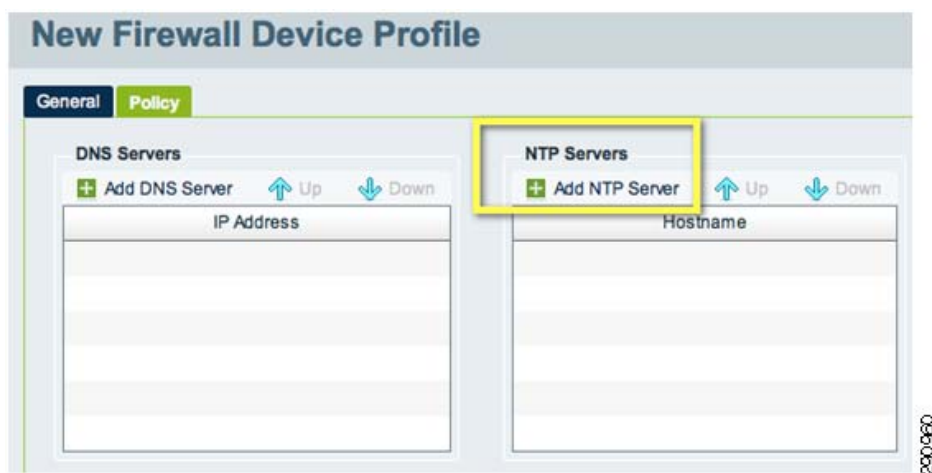 New Firewall Device Profile
General Policy
DNS Servers
Add DNS Server Up Down
IP Address
NTP Servers
Add NTP Server Up Down
Hostname
290960